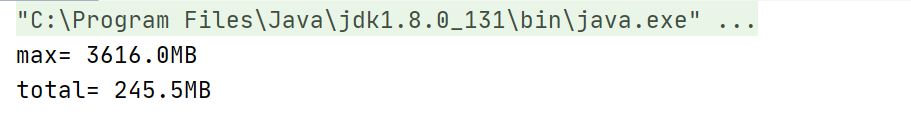 "C:\Program Files\Java\jdk1.8.0_131\bin\java.exe" ...
max= 3616.0MB
total= 245.5MB